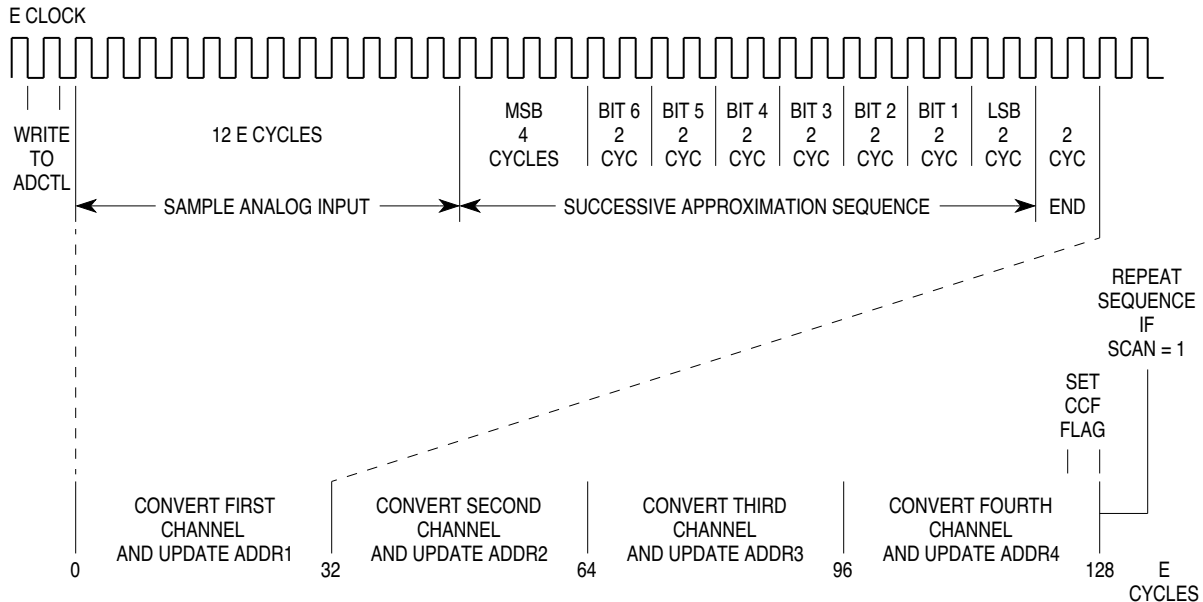 E CLOCK
WRITE
TO
ADCTL
12 E CYCLES
MSB
4
CYCLES
BIT 6
2
CYC
BIT 5
2
CYC
BIT 4
2
CYC
BIT 3
2
CYC
BIT 2
2
CYC
BIT 1
2
CYC
LSB
2
CYC
2
CYC
SAMPLE ANALOG INPUT
SUCCESSIVE APPROXIMATION SEQUENCE
END
REPEAT
SEQUENCE
IF
SCAN = 1
SET
CCF
FLAG
CONVERT FIRST
CHANNEL
AND UPDATE ADDR1
CONVERT SECOND
CHANNEL
AND UPDATE ADDR2
CONVERT THIRD
CHANNEL
AND UPDATE ADDR3
CONVERT FOURTH
CHANNEL
AND UPDATE ADDR4
0
32
64
96
128
E
CYCLES